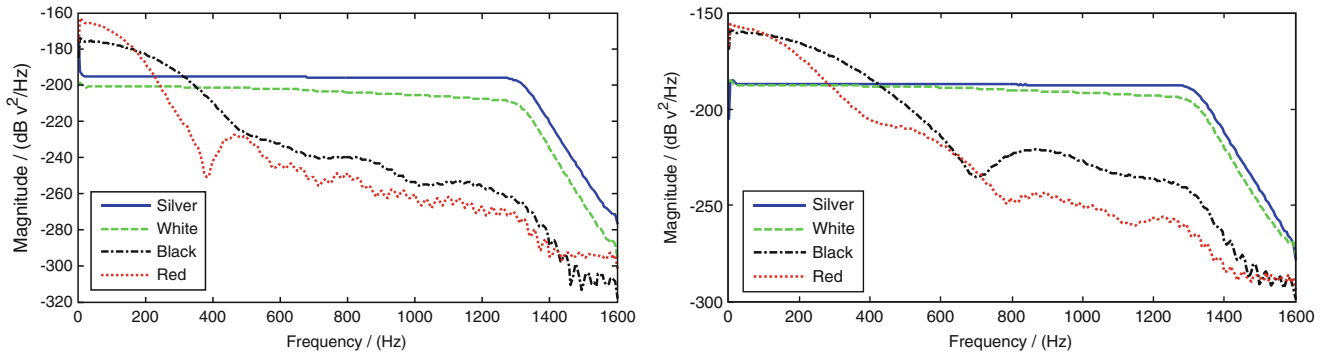 Magnitude / (dB v²/Hz)
-160
-180
-200
-220
-240
-260
-280
-300
-320
Silver
White
Black
Red
0
200
400
600
800
1000
1200
1400
1600
Frequency / (Hz)
Magnitude / (dB v²/Hz)
-150
-200
-250
-300
Silver
White
Black
Red
0
200
400
600
800
1000
1200
1400
1600
Frequency / (Hz)